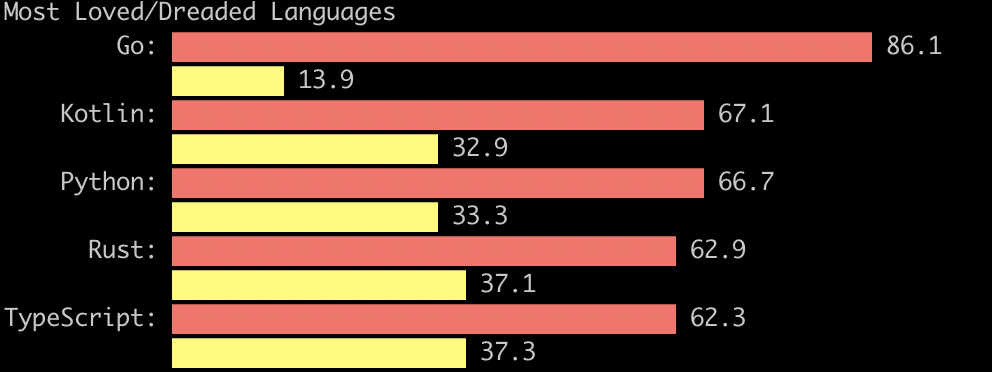 Most Loved/Dreaded Languages
Go: 86.1
13.9
Kotlin: 67.1
32.9
Python: 66.7
33.3
Rust: 62.9
37.1
TypeScript: 62.3
37.3